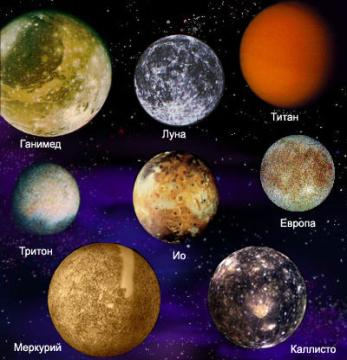 Ганимед
Луна
Титан
Тритон
Ио
Европа
Меркурий
Каллисто